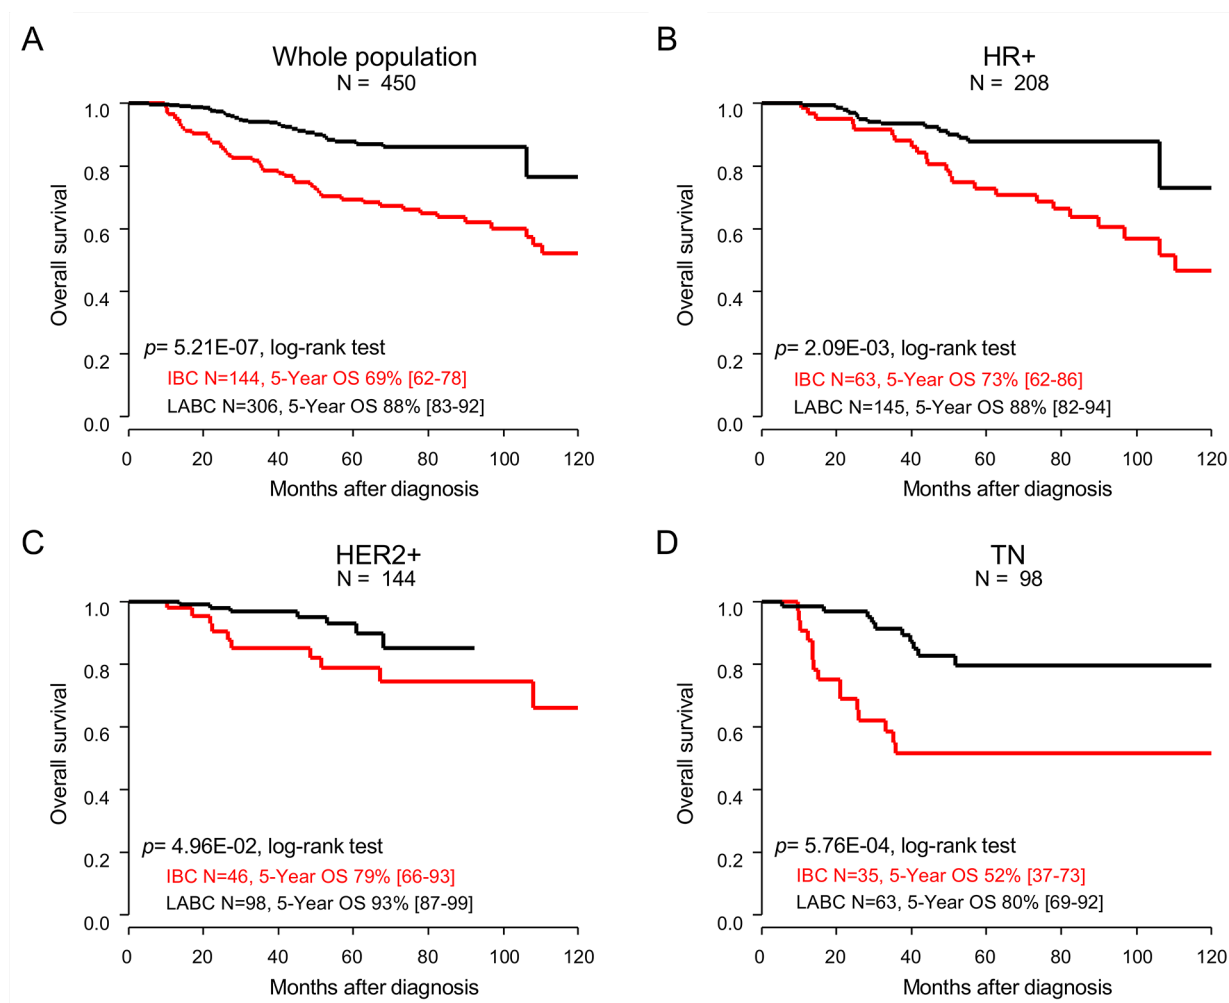 A
Whole population
N = 450
Overall survival
1.0
0.8
0.6
0.4
0.2
0.0
p= 5.21E-07, log-rank test
IBC N=144, 5-Year OS 69% [62-78]
LABC N=306, 5-Year OS 88% [83-92]
0 20 40 60 80 100 120
Months after diagnosis
B
HR+
N = 208
Overall survival
1.0
0.8
0.6
0.4
0.2
0.0
p= 2.09E-03, log-rank test
IBC N=63, 5-Year OS 73% [62-86]
LABC N=145, 5-Year OS 88% [82-94]
0 20 40 60 80 100 120
Months after diagnosis
C
HER2+
N = 144
Overall survival
1.0
0.8
0.6
0.4
0.2
0.0
p= 4.96E-02, log-rank test
IBC N=46, 5-Year OS 79% [66-93]
LABC N=98, 5-Year OS 93% [87-99]
0 20 40 60 80 100 120
Months after diagnosis
D
TN
N = 98
Overall survival
1.0
0.8
0.6
0.4
0.2
0.0
p= 5.76E-04, log-rank test
IBC N=35, 5-Year OS 52% [37-73]
LABC N=63, 5-Year OS 80% [69-92]
0 20 40 60 80 100 120
Months after diagnosis